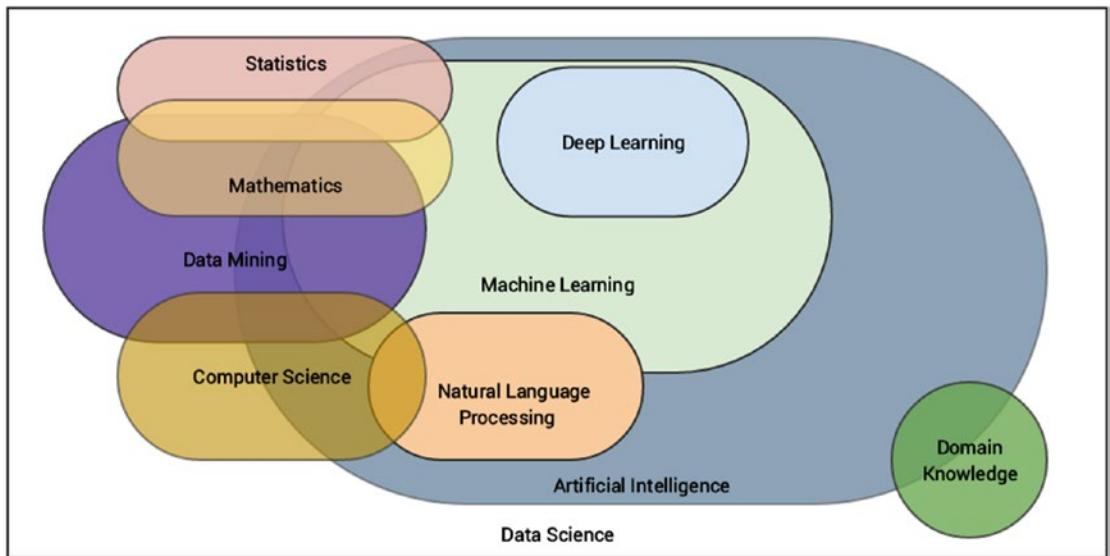 Statistics
Deep Learning
Mathematics
Data Mining
Machine Learning
Computer Science
Natural Language
Processing
Domain
Knowledge
Artificial Intelligence
Data Science